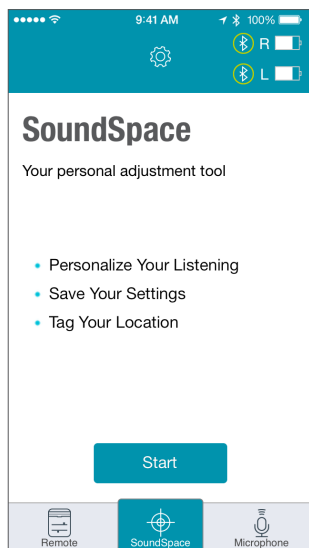 9:41 AM
100%
R
L
SoundSpace
Your personal adjustment tool
Personalize Your Listening
Save Your Settings
Tag Your Location
Start
Remote
SoundSpace
Microphone